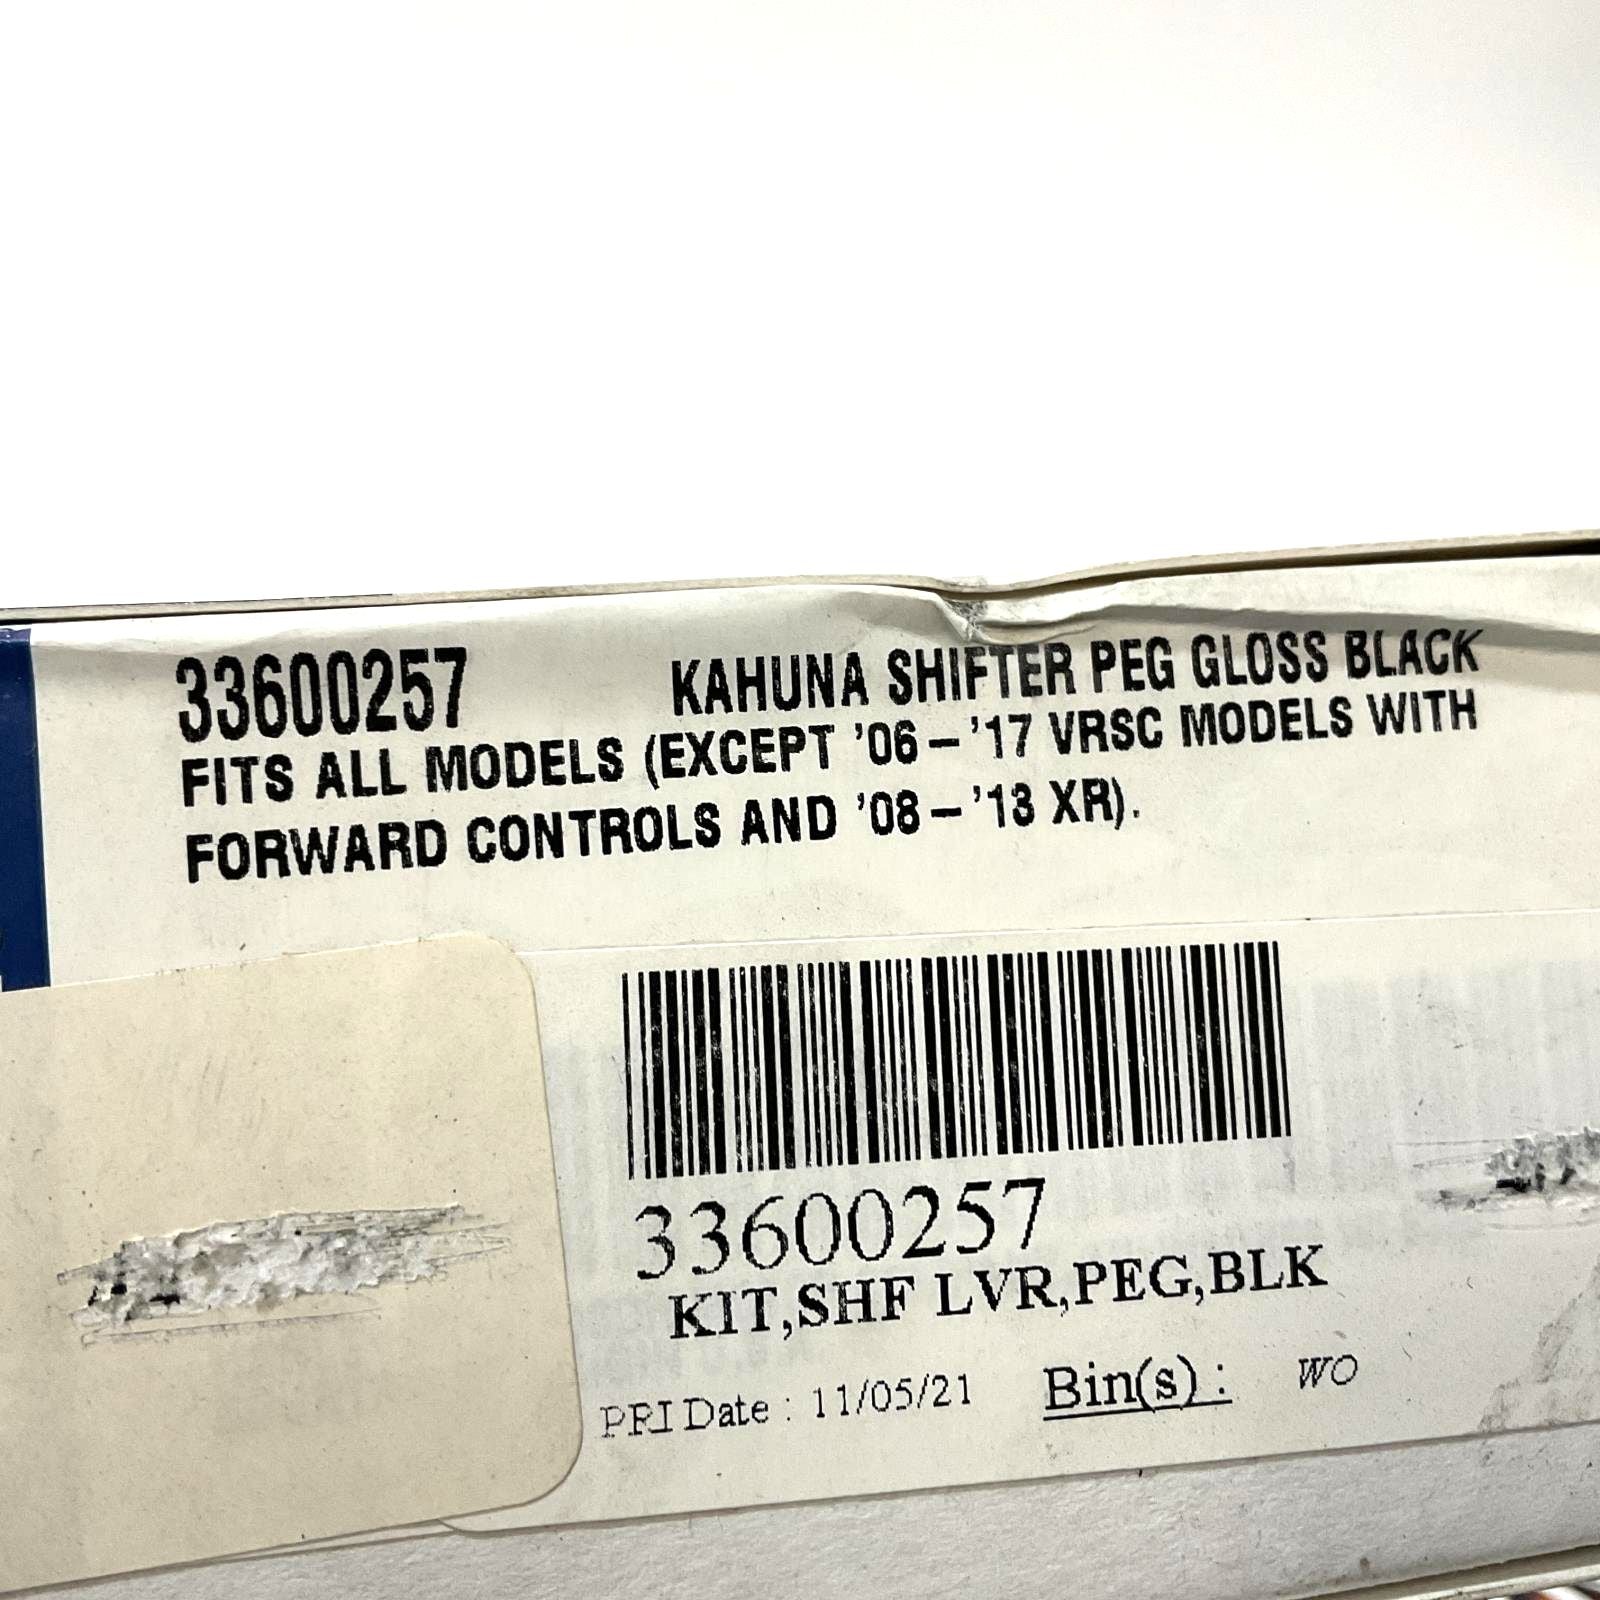 33600257 KAHUNA SHIFTER PEG GLOSS BLACK
FITS ALL MODELS (EXCEPT '06 – '17 VRSC MODELS WITH
FORWARD CONTROLS AND '08 – '13 XR).
33600257
KIT,SHF LVR,PEG,BLK
PRI Date : 11/05/21 Bin(s) : WO